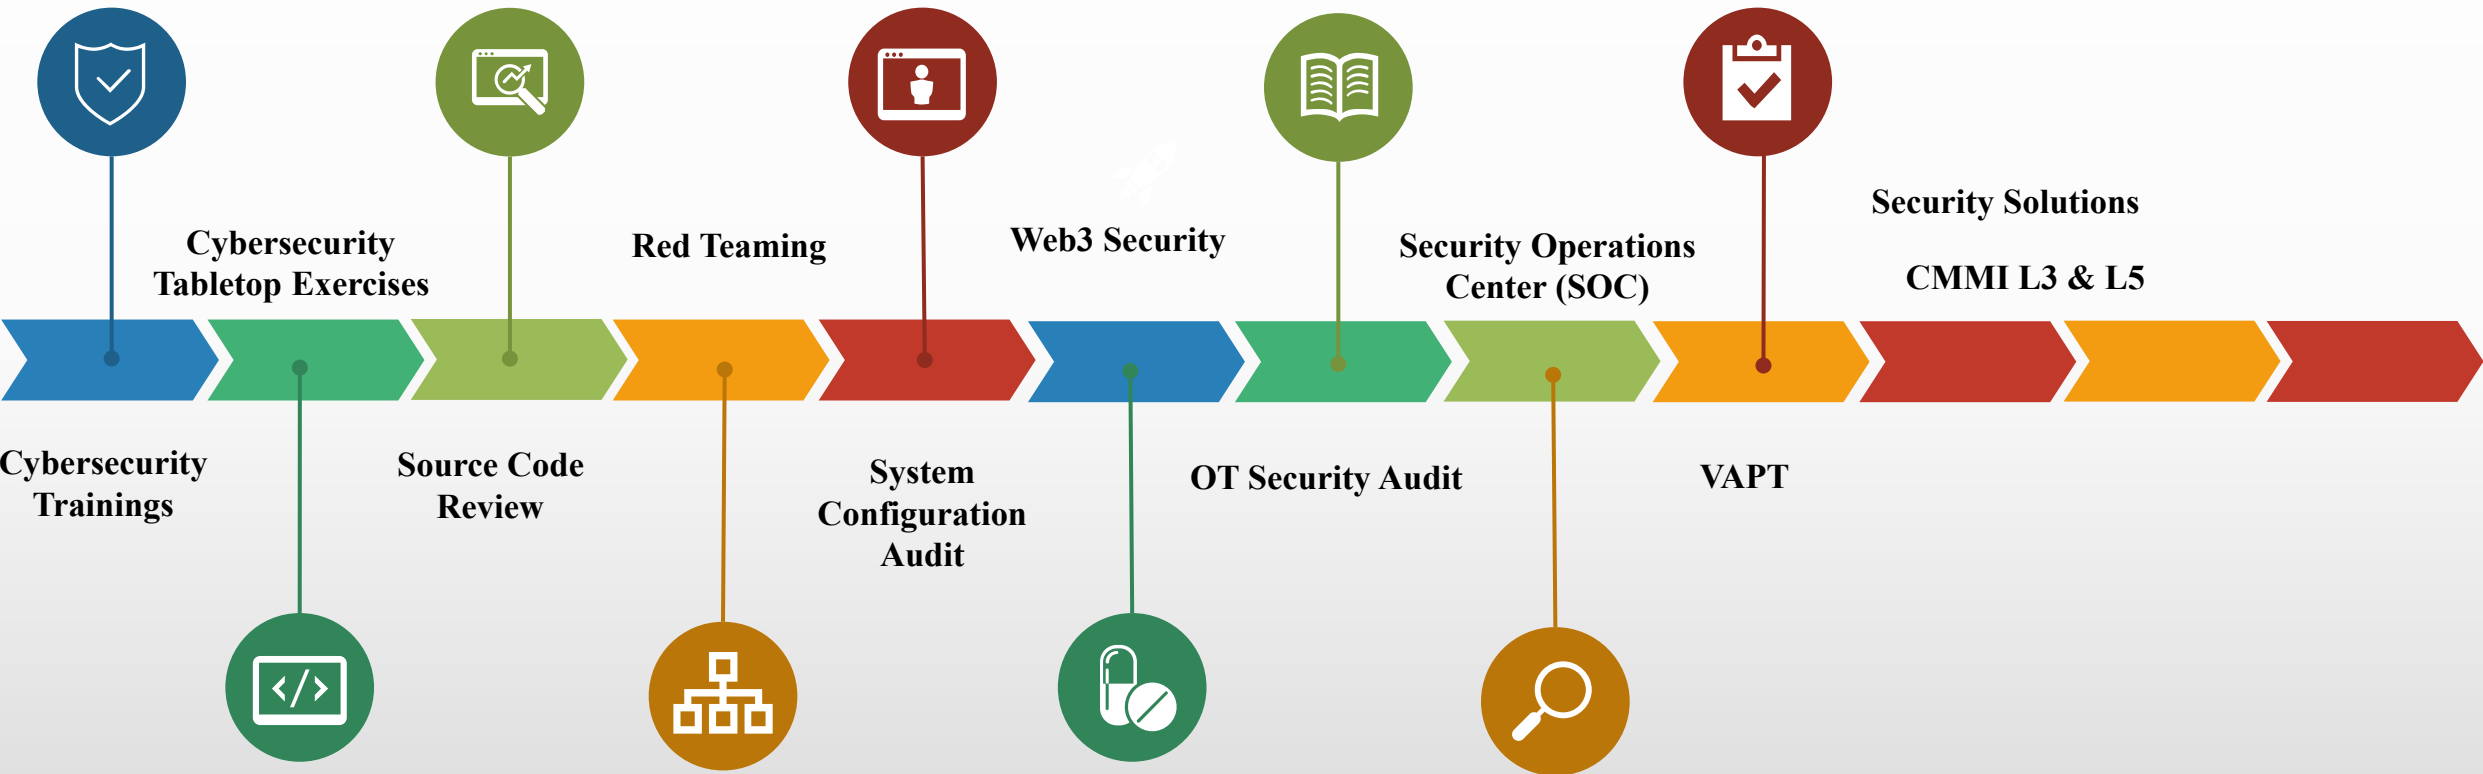 Cybersecurity
Tabletop Exercises
Red Teaming
Web3 Security
Security Operations
Center (SOC)
Security Solutions
CMMI L3 & L5
Cybersecurity
Trainings
Source Code
Review
System
Configuration
Audit
OT Security Audit
VAPT